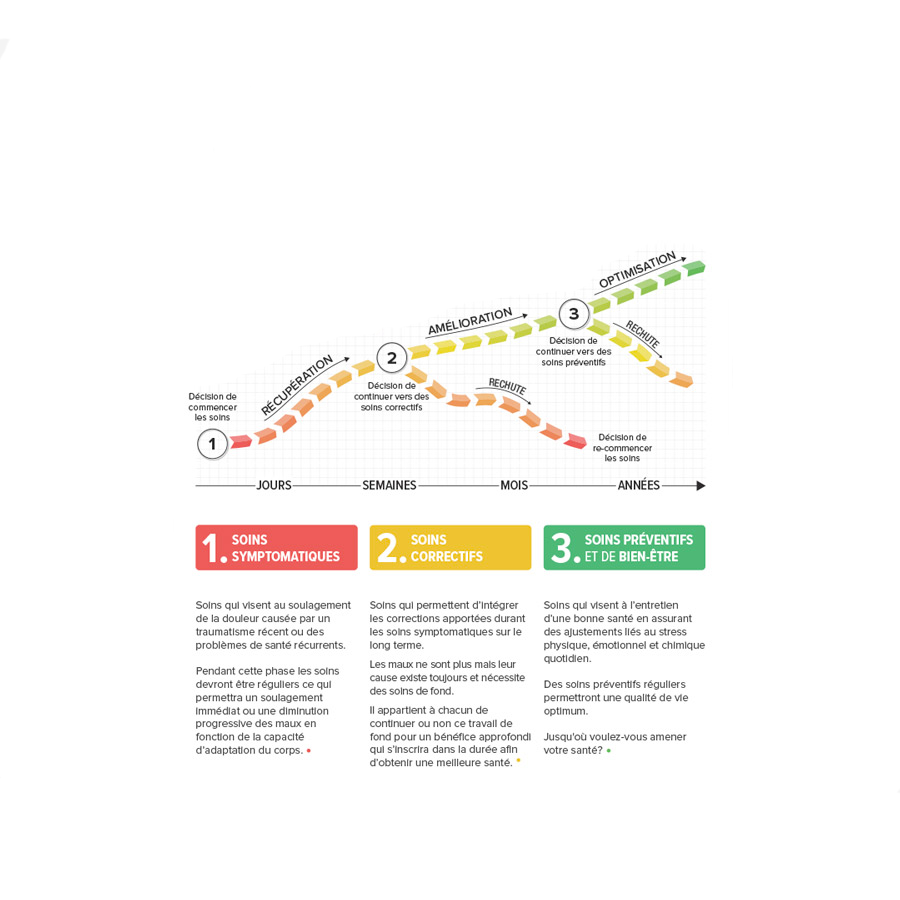 OPTIMISATION
AMÉLIORATION
3
RECHUTE
Décision de
continuer vers des
soins préventifs
2
RÉCUPÉRATION
RECHUTE
Décision de
continuer vers des
soins correctifs
Décision de
commencer
les soins
1
Décision de
re-commencer
les soins
JOURS
SEMAINES
MOIS
ANNÉES
1. SOINS
SYMPTOMATIQUES
2. SOINS
CORRECTIFS
3. SOINS PRÉVENTIFS
ET DE BIEN-ÊTRE
Soins qui visent au soulagement
de la douleur causée par un
traumatisme récent ou des
problèmes de santé récurrents.
Pendant cette phase les soins
devront être réguliers ce qui
permettra un soulagement
immédiat ou une diminution
progressive des maux en
fonction de la capacité
d'adaptation du corps.
Soins qui permettent d'intégrer
les corrections apportées durant
les soins symptomatiques sur le
long terme.
Les maux ne sont plus mais leur
cause existe toujours et nécessite
des soins de fond.
Il appartient à chacun de
continuer ou non ce travail de
fond pour un bénéfice approfondi
qui s'inscrira dans la durée afin
d'obtenir une meilleure santé.
Soins qui visent à l'entretien
d'une bonne santé en assurant
des ajustements liés au stress
physique, émotionnel et chimique
quotidien.
Des soins préventifs réguliers
permettront une qualité de vie
optimum.
Jusqu'où voulez-vous amener
votre santé?